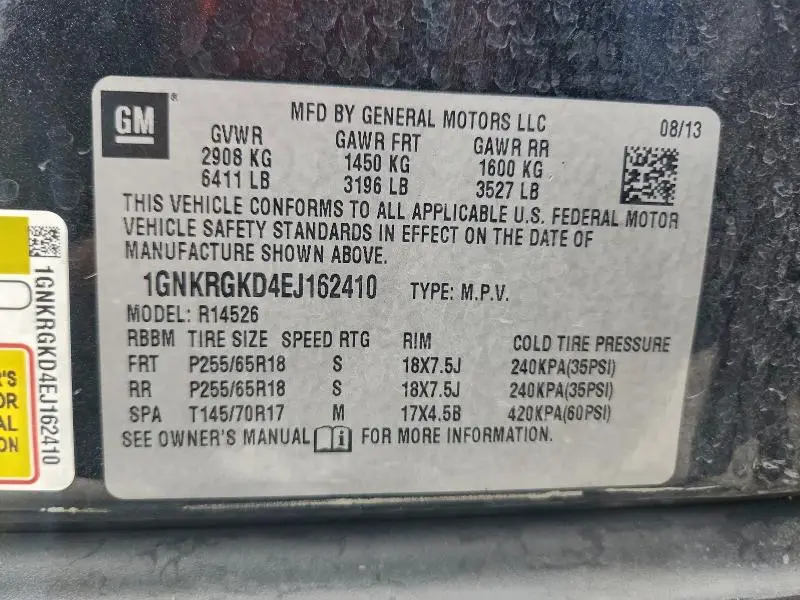 GM
®
MFD BY GENERAL MOTORS LLC
08/13
GVWR GAWR FRT GAWR RR
2908 KG 1450 KG 1600 KG
6411 LB 3196 LB 3527 LB
THIS VEHICLE CONFORMS TO ALL APPLICABLE U.S. FEDERAL MOTOR
VEHICLE SAFETY STANDARDS IN EFFECT ON THE DATE OF
MANUFACTURE SHOWN ABOVE.
1GNKRGKD4EJ162410 TYPE: M.P.V.
MODEL: R14526
RBBM TIRE SIZE SPEED RTG RIM COLD TIRE PRESSURE
FRT P255/65R18 S 18X7.5J 240KPA(35PSI)
RR P255/65R18 S 18X7.5J 240KPA(35PSI)
SPA T145/70R17 M 17X4.5B 420KPA(60PSI)
SEE OWNER'S MANUAL i FOR MORE INFORMATION.
1GNKRGKD4EJ162410